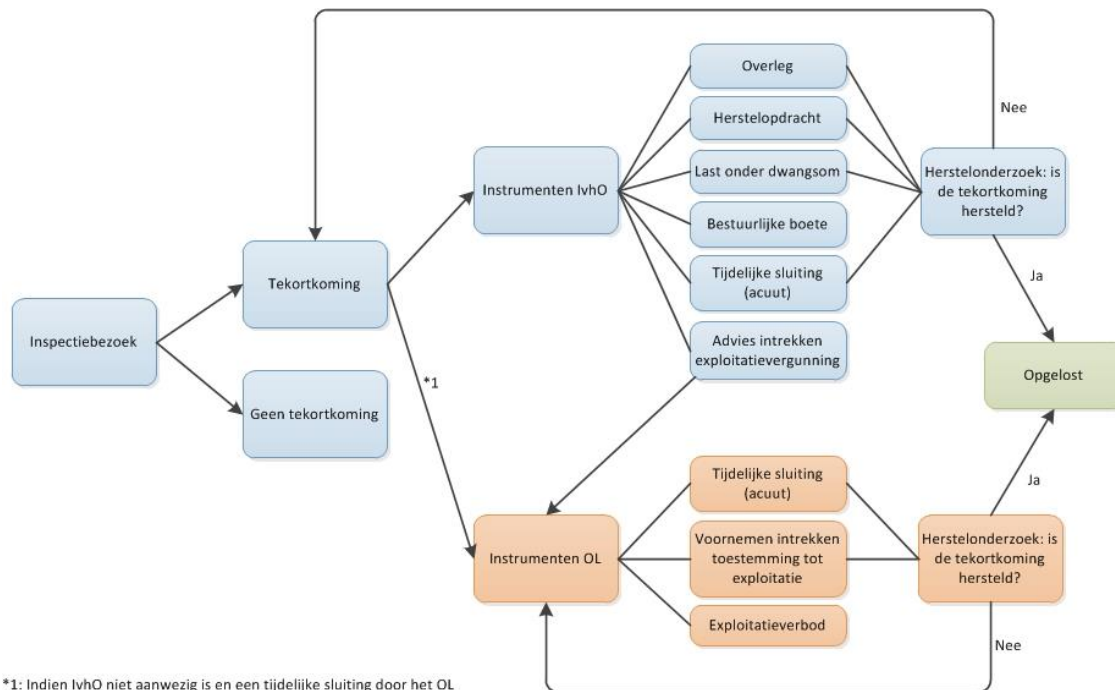 Inspectiebezoek
Tekortkoming
Geen tekortkoming
*1
Instrumenten IvhO
Overleg
Herstelopdracht
Last onder dwangsom
Bestuurlijke boete
Tijdelijke sluiting
(acuut)
Advies intrekken
exploitatievergunning
Herstelonderzoek: is
de tekortkoming
hersteld?
Nee
Ja
Opgelost
Instrumenten OL
Tijdelijke sluiting
(acuut)
Voornemen intrekken
toestemming tot
exploitatie
Exploitatieverbod
Herstelonderzoek: is
de tekortkoming
hersteld?
Ja
Nee
*1: Indien IvhO niet aanwezig is en een tijdelijke sluiting door het OL